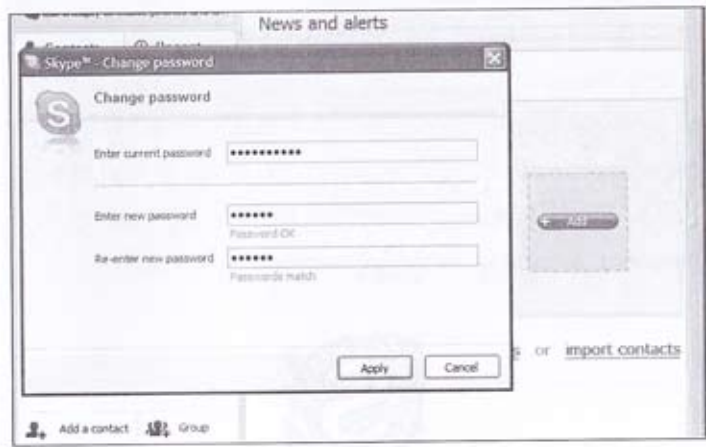 News and alerts
Contacts
Skype™ - Change password
Change password
Enter current password
Enter new password
Password OK
Re-enter new password
Passwords match
Add
or import contacts
Apply Cancel
Add a contact Group